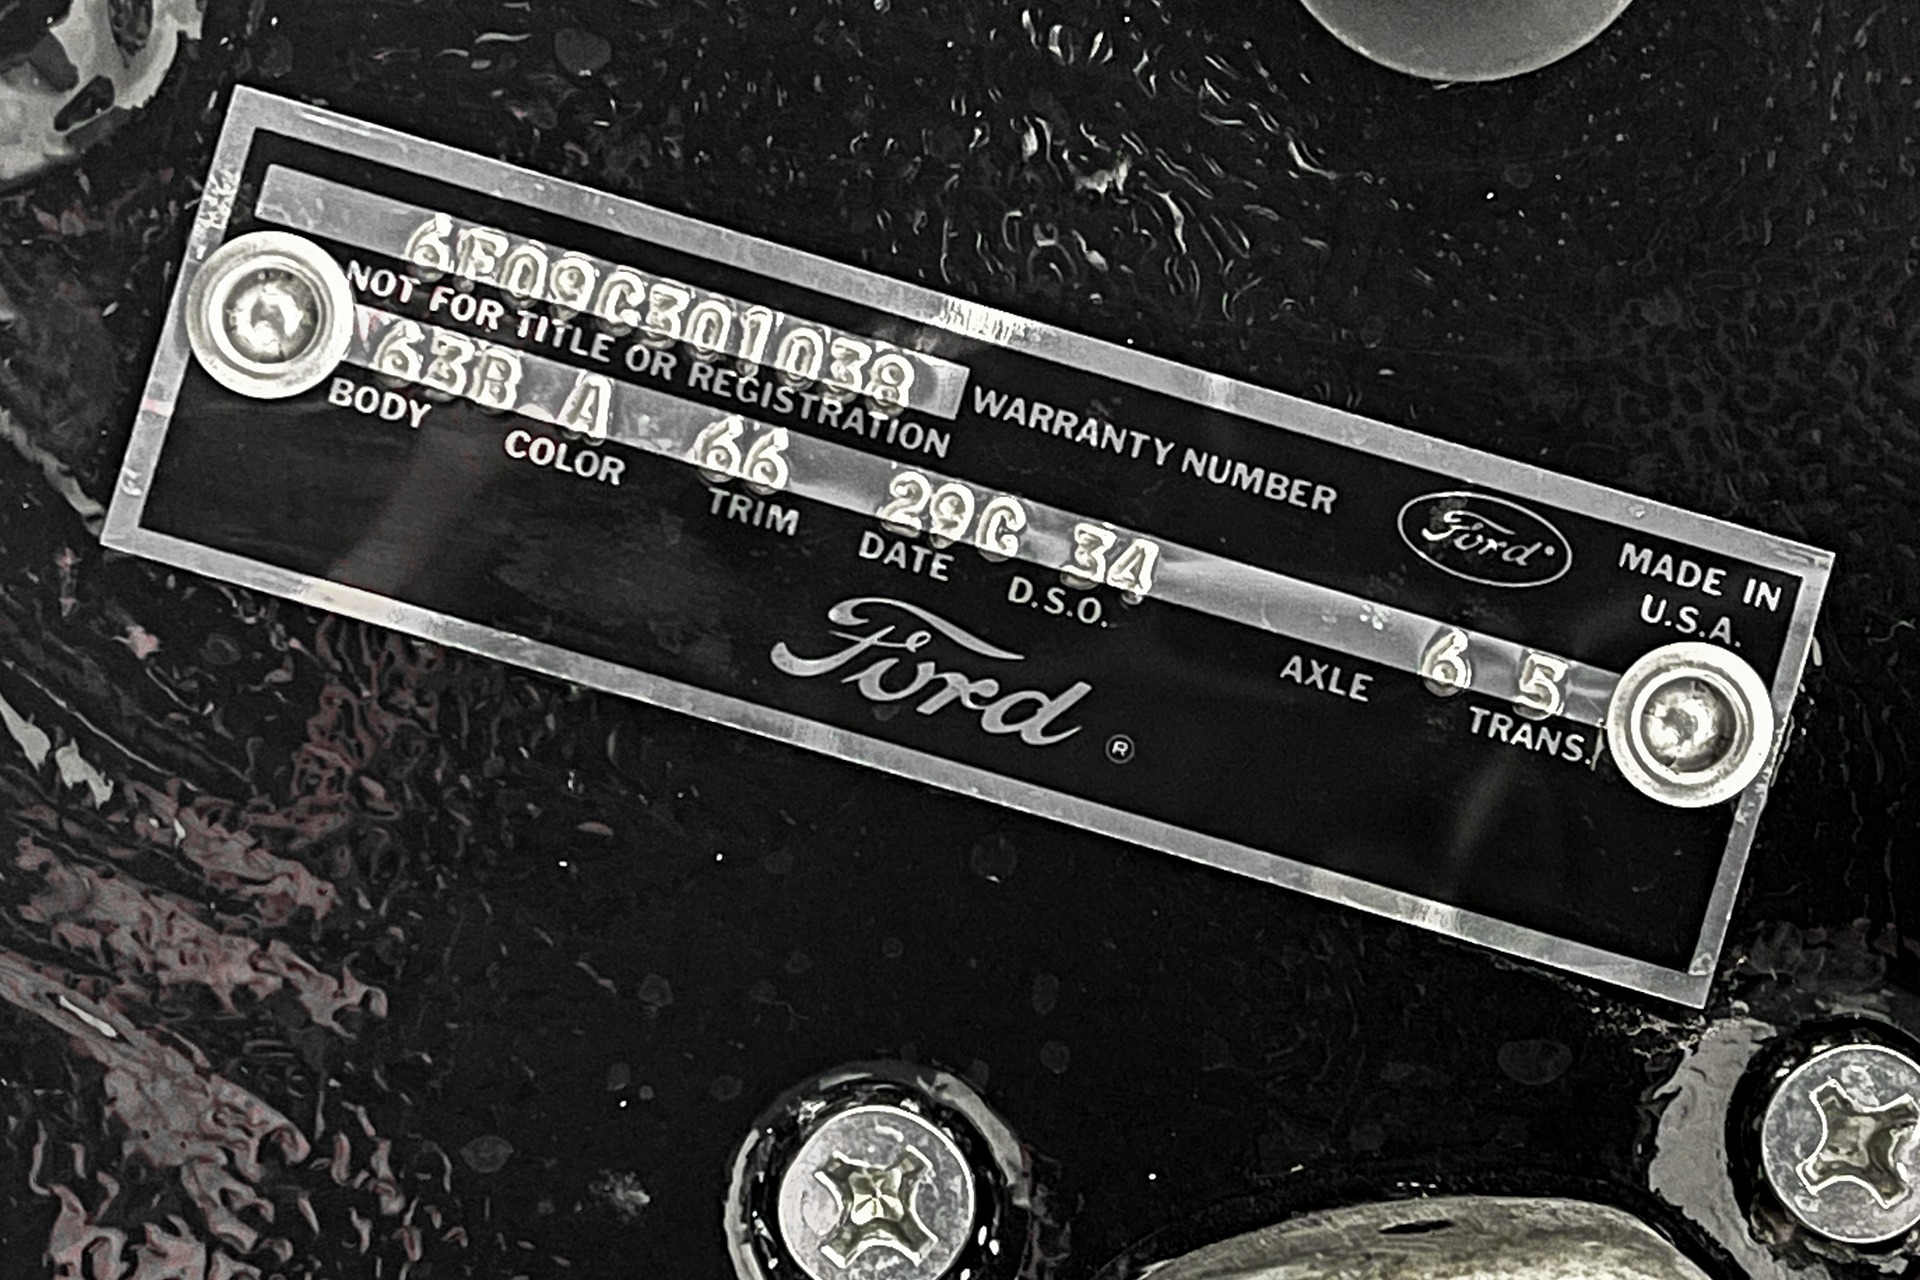 6F09C301038 WARRANTY NUMBER
NOT FOR TITLE OR REGISTRATION
Ford MADE IN
U.S.A.
63B A 66 29G 34 6 5
BODY COLOR TRIM DATE D.S.O. AXLE TRANS.
Ford ®